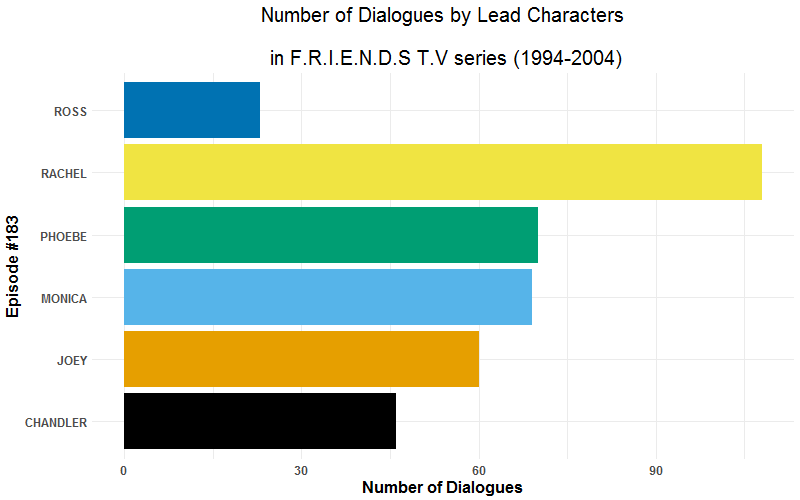 Number of Dialogues by Lead Characters
in F.R.I.E.N.D.S T.V series (1994-2004)
Episode #183
ROSS
RACHEL
PHOEBE
MONICA
JOEY
CHANDLER
0 30 60 90
Number of Dialogues